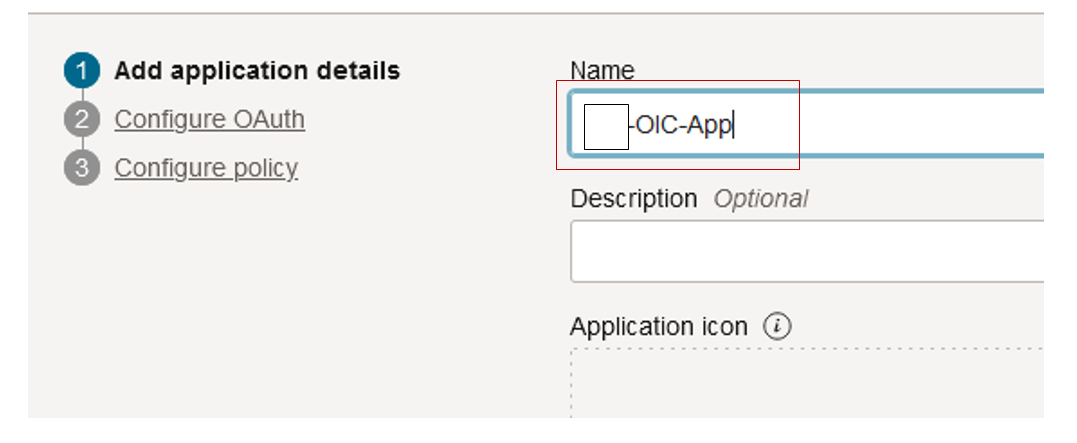 1 Add application details
2 Configure OAuth
3 Configure policy
Name
-OIC-App
Description Optional
Application icon i